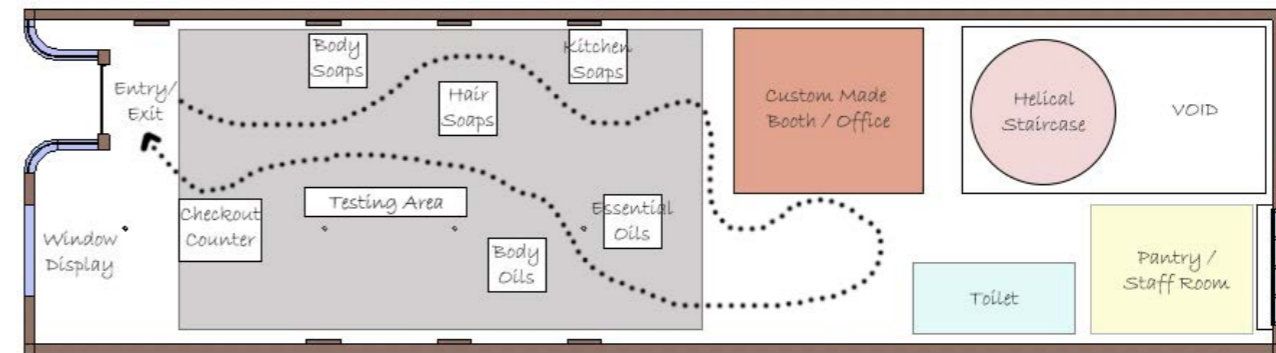 Entry/
Exit
Body
Soaps
Hair
Soaps
Kitchen
Soaps
Custom Made
Booth / Office
Helical
Staircase
VOID
Window
Display
Checkout
Counter
Testing Area
Body
Oils
Essential
Oils
Toilet
Pantry /
Staff Room